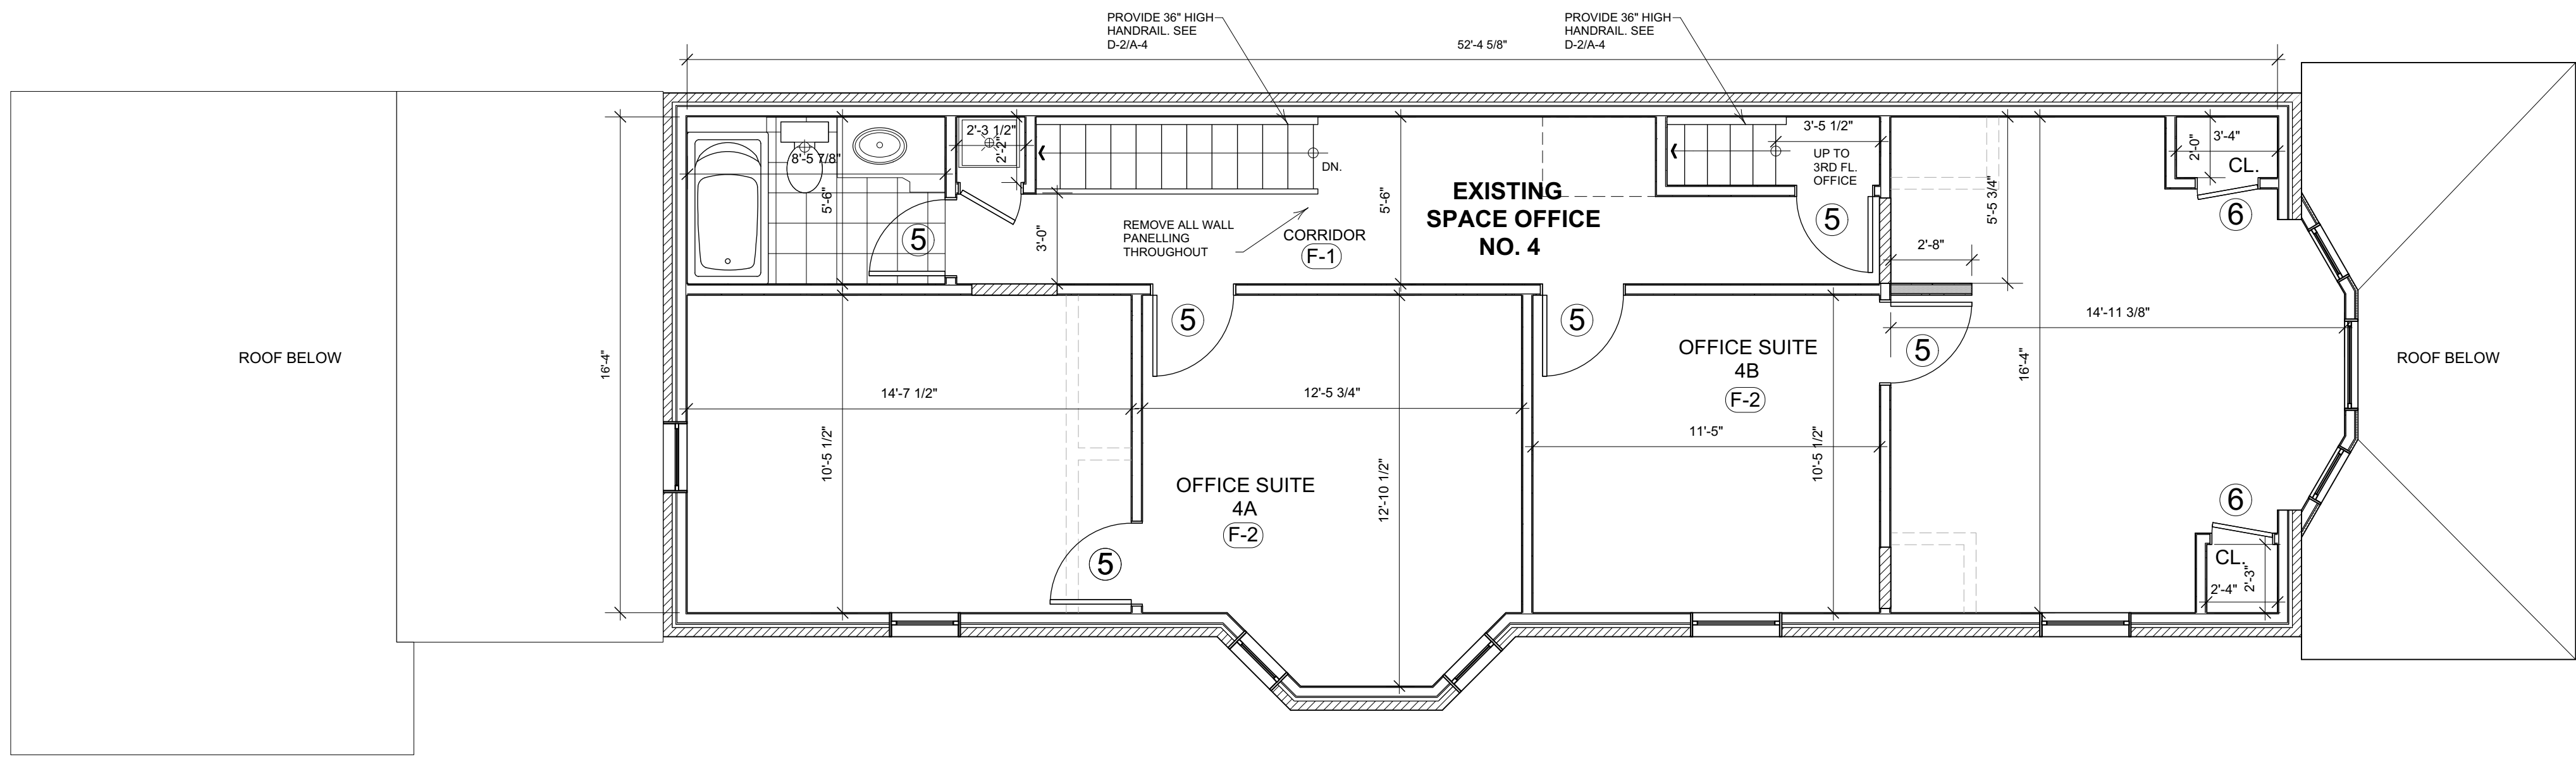 PROVIDE 36" HIGH
HANDRAIL. SEE
D-2/A-4
PROVIDE 36" HIGH
HANDRAIL. SEE
D-2/A-4
52'-4 5/8"
2'-3 1/2"
2'-2"
8'-5 7/8"
5'-6"
5
3'-0"
DN.
REMOVE ALL WALL
PANELLING
THROUGHOUT
CORRIDOR
F-1
5'-6"
EXISTING
SPACE OFFICE
NO. 4
3'-5 1/2"
UP TO
3RD FL.
OFFICE
5
5'-5 3/4"
2'-8"
2'-0"
3'-4"
CL.
6
ROOF BELOW
16'-4"
14'-7 1/2"
10'-5 1/2"
5
5
12'-5 3/4"
OFFICE SUITE
4A
F-2
12'-10 1/2"
5
OFFICE SUITE
4B
F-2
11'-5"
10'-5 1/2"
5
14'-11 3/8"
16'-4"
6
CL.
2'-4"
2'-3"
ROOF BELOW